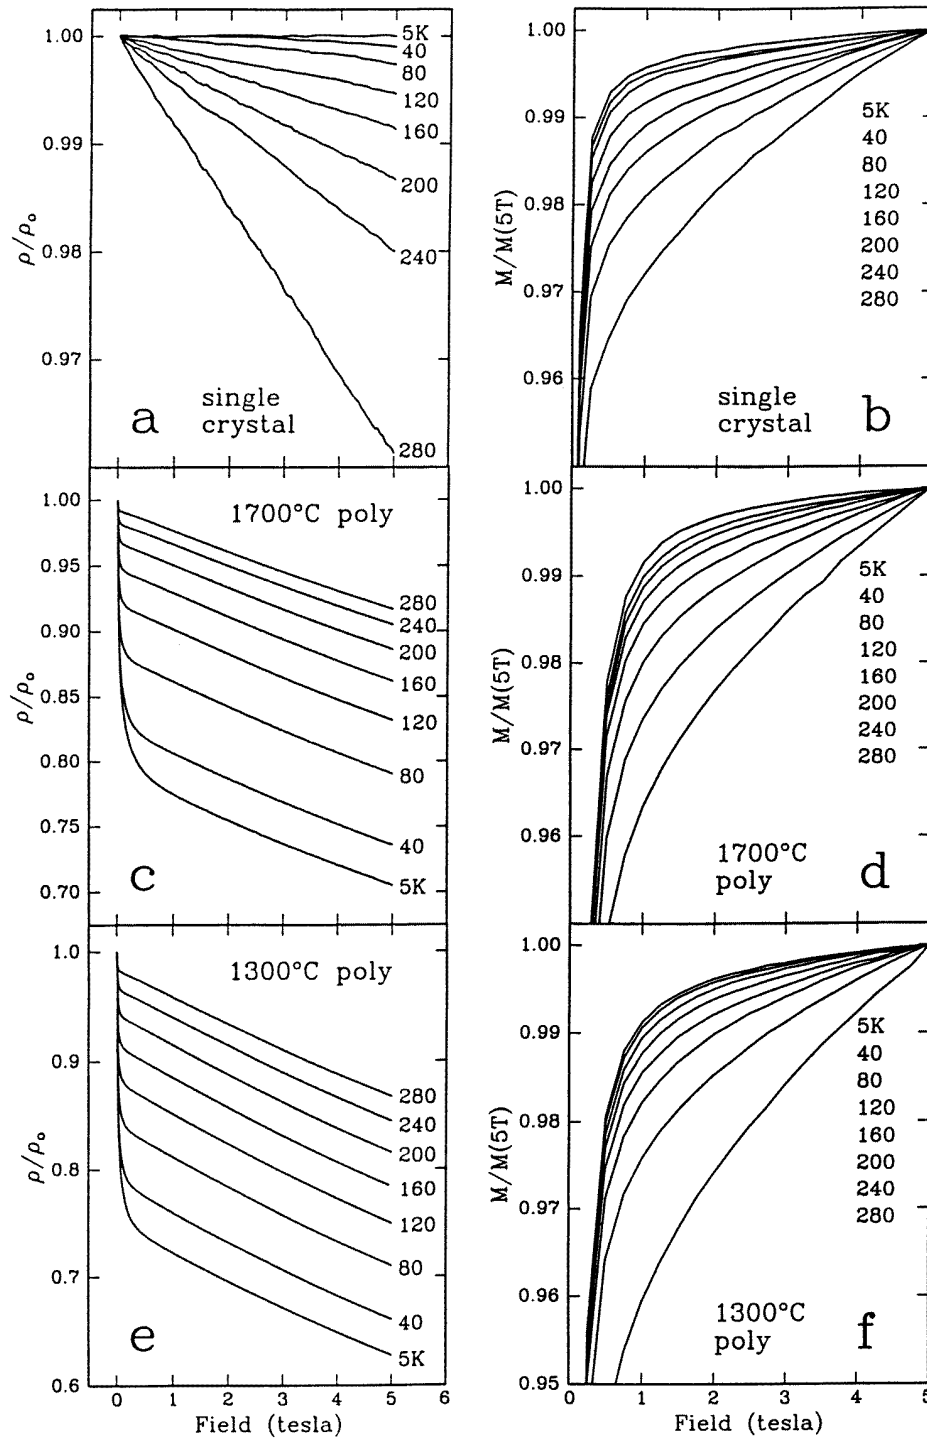 1.00
0.99
0.98
0.97
ρ/ρₒ
5K
40
80
120
160
200
240
280
a
single
crystal
1.00
0.99
0.98
0.97
0.96
M/M(5T)
5K
40
80
120
160
200
240
280
single
crystal
b
1.00
0.95
0.90
0.85
0.80
0.75
0.70
ρ/ρₒ
1700°C poly
280
240
200
160
120
80
40
5K
c
1.00
0.99
0.98
0.97
0.96
M/M(5T)
5K
40
80
120
160
200
240
280
1700°C
poly
d
1.0
0.9
0.8
0.7
0.6
ρ/ρₒ
1300°C poly
280
240
200
160
120
80
40
5K
e
0 1 2 3 4 5 6
Field (tesla)
1.00
0.99
0.98
0.97
0.96
0.95
M/M(5T)
5K
40
80
120
160
200
240
280
1300°C
poly
f
0 1 2 3 4 5
Field (tesla)